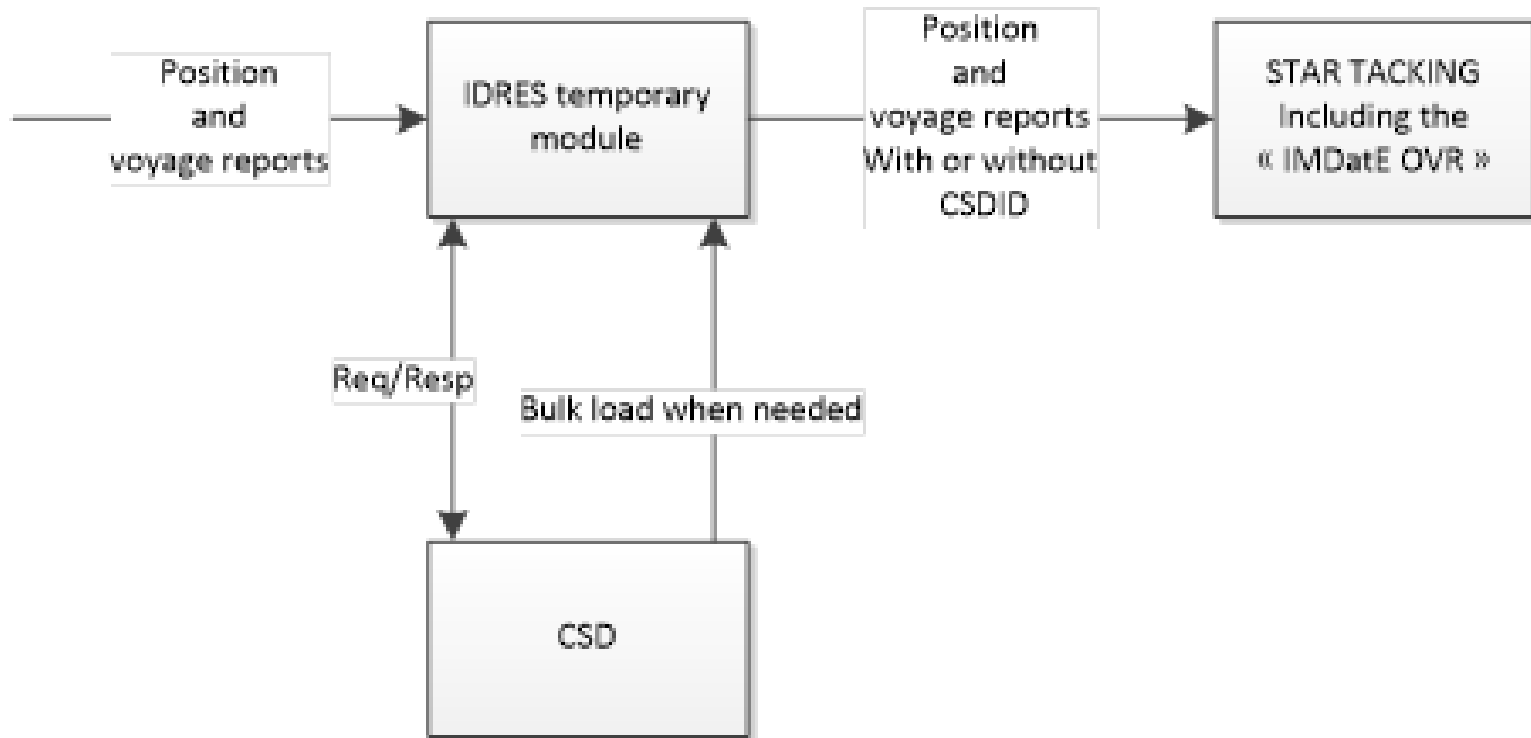 Position
and
voyage reports
IDRES temporary
module
Position
and
voyage reports
With or without
CSDID
STAR TACKING
Including the
« IMDatE OVR »
Req/Resp
Bulk load when needed
CSD